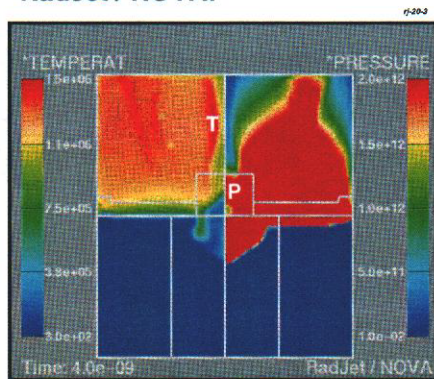 rj-20-3
*TEMPERAT
*PRESSURE
1.5e+06
2.0e+12
T
1.1e+06
1.5e+12
P
7.5e+05
1.0e+12
3.8e+05
5.0e+11
3.0e+02
1.0e-02
Time: 4.0e-09
RadJet / NOVA